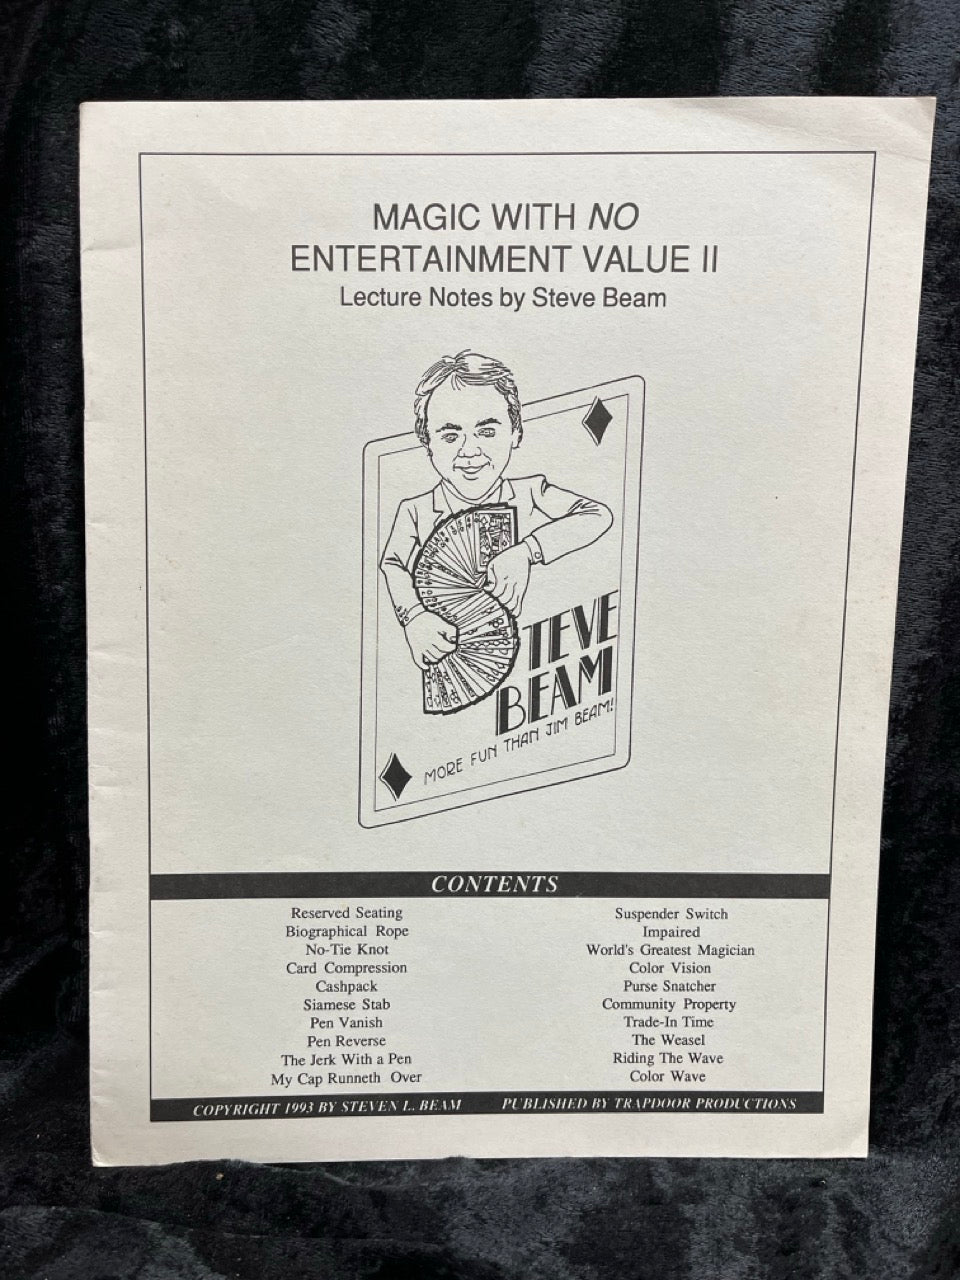 MAGIC WITH NO
ENTERTAINMENT VALUE II
Lecture Notes by Steve Beam
STEVE
BEAM
MORE FUN THAN JIM BEAM!
CONTENTS
Reserved Seating
Biographical Rope
No-Tie Knot
Card Compression
Cashpack
Siamese Stab
Pen Vanish
Pen Reverse
The Jerk With a Pen
My Cap Runneth Over
Suspender Switch
Impaired
World's Greatest Magician
Color Vision
Purse Snatcher
Community Property
Trade-In Time
The Weasel
Riding The Wave
Color Wave
COPYRIGHT 1993 BY STEVEN L. BEAM
PUBLISHED BY TRAPDOOR PRODUCTIONS